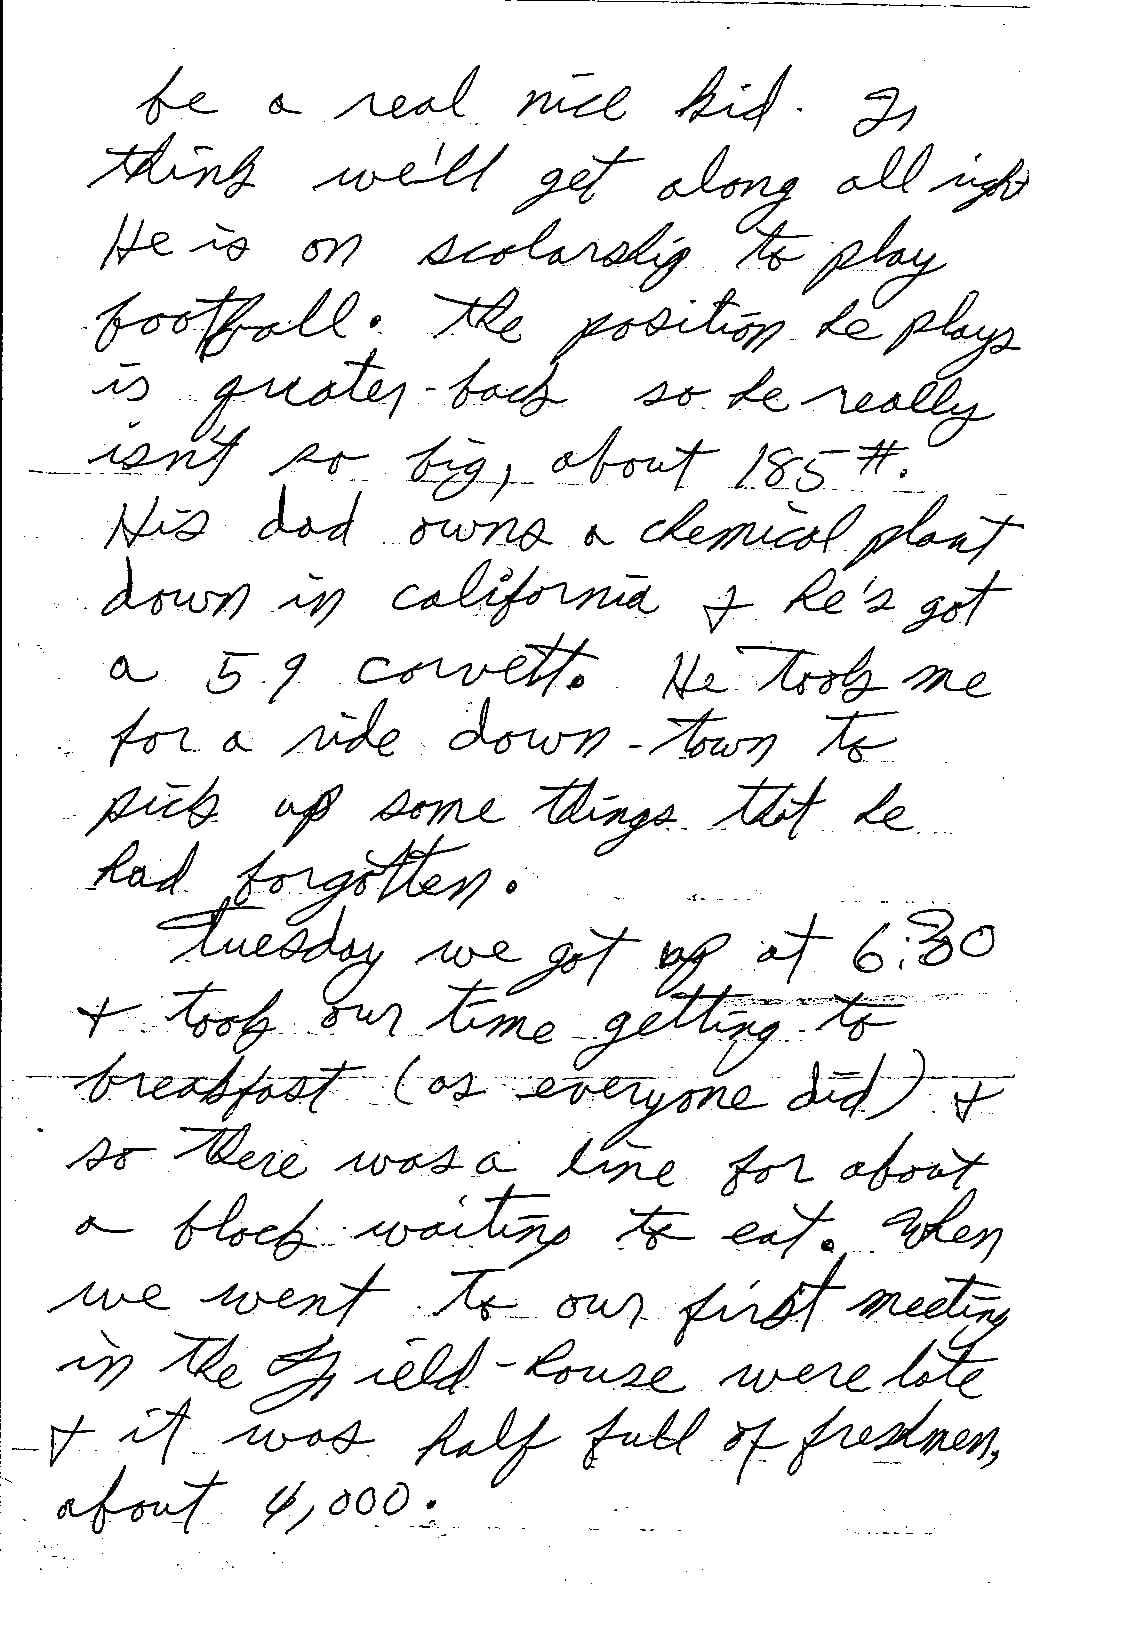 be a real nice kid. I
think we'll get along all right
He is on scolarship to play
football. The position he plays
is qreater-back so he really
isn't so big, about 185#.
His dad owns a chemical plant
down in california & he's got
a 59 corvett. He took me
for a ride down-town to
pick up some things that he
had forgotten.
Tuesday we got up at 6:30
& took our time getting to
breakfast (as everyone did) &
so there was a line for about
a block waiting to eat. When
we went to our first meeting
in the Field-house were late
& it was half full of freshmen,
about 4,000.